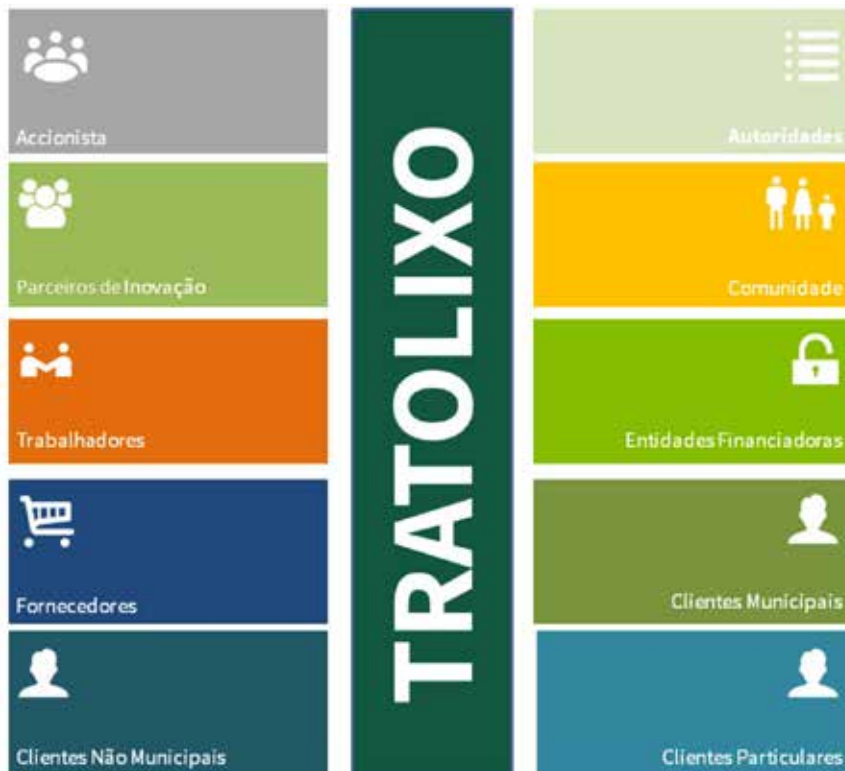 Accionista
Parceiros de Inovação
Trabalhadores
Fornecedores
Clientes Não Municipais
TRATOLIXO
Autoridades
Comunidade
Entidades Financiadoras
Clientes Municipais
Clientes Particulares